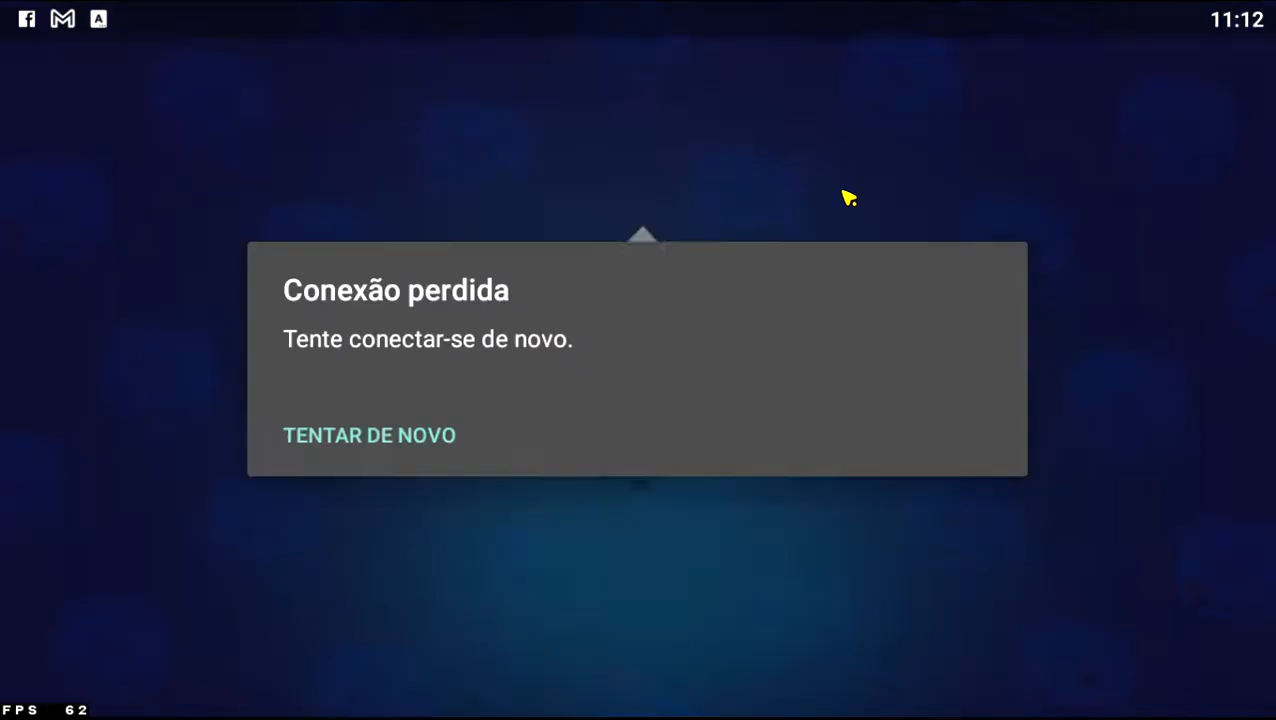 11:12
Conexão perdida
Tente conectar-se de novo.
TENTAR DE NOVO
FPS 62